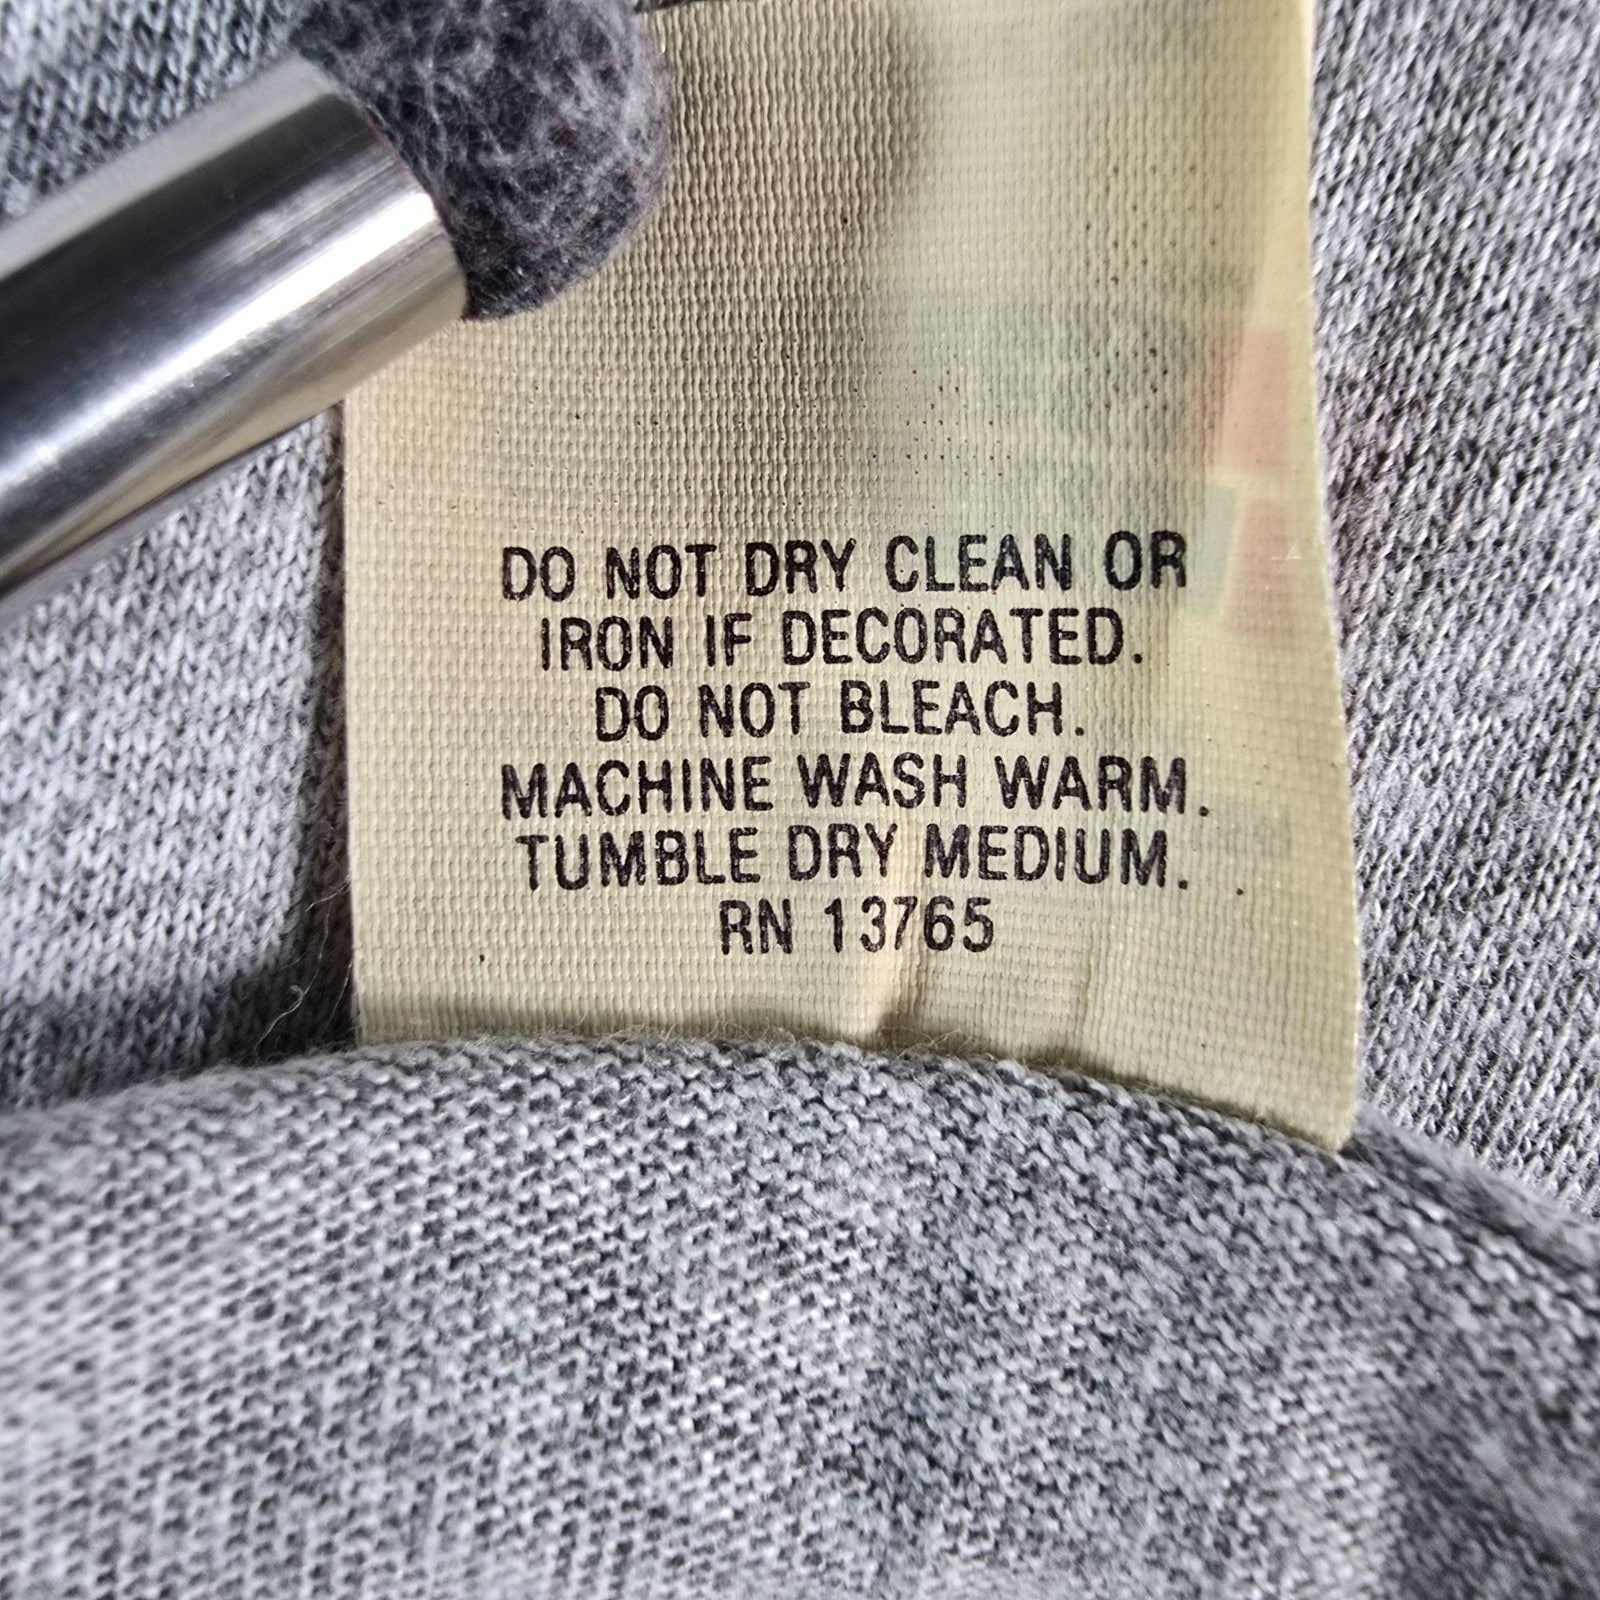 DO NOT DRY CLEAN OR
IRON IF DECORATED.
DO NOT BLEACH.
MACHINE WASH WARM.
TUMBLE DRY MEDIUM.
RN 13765